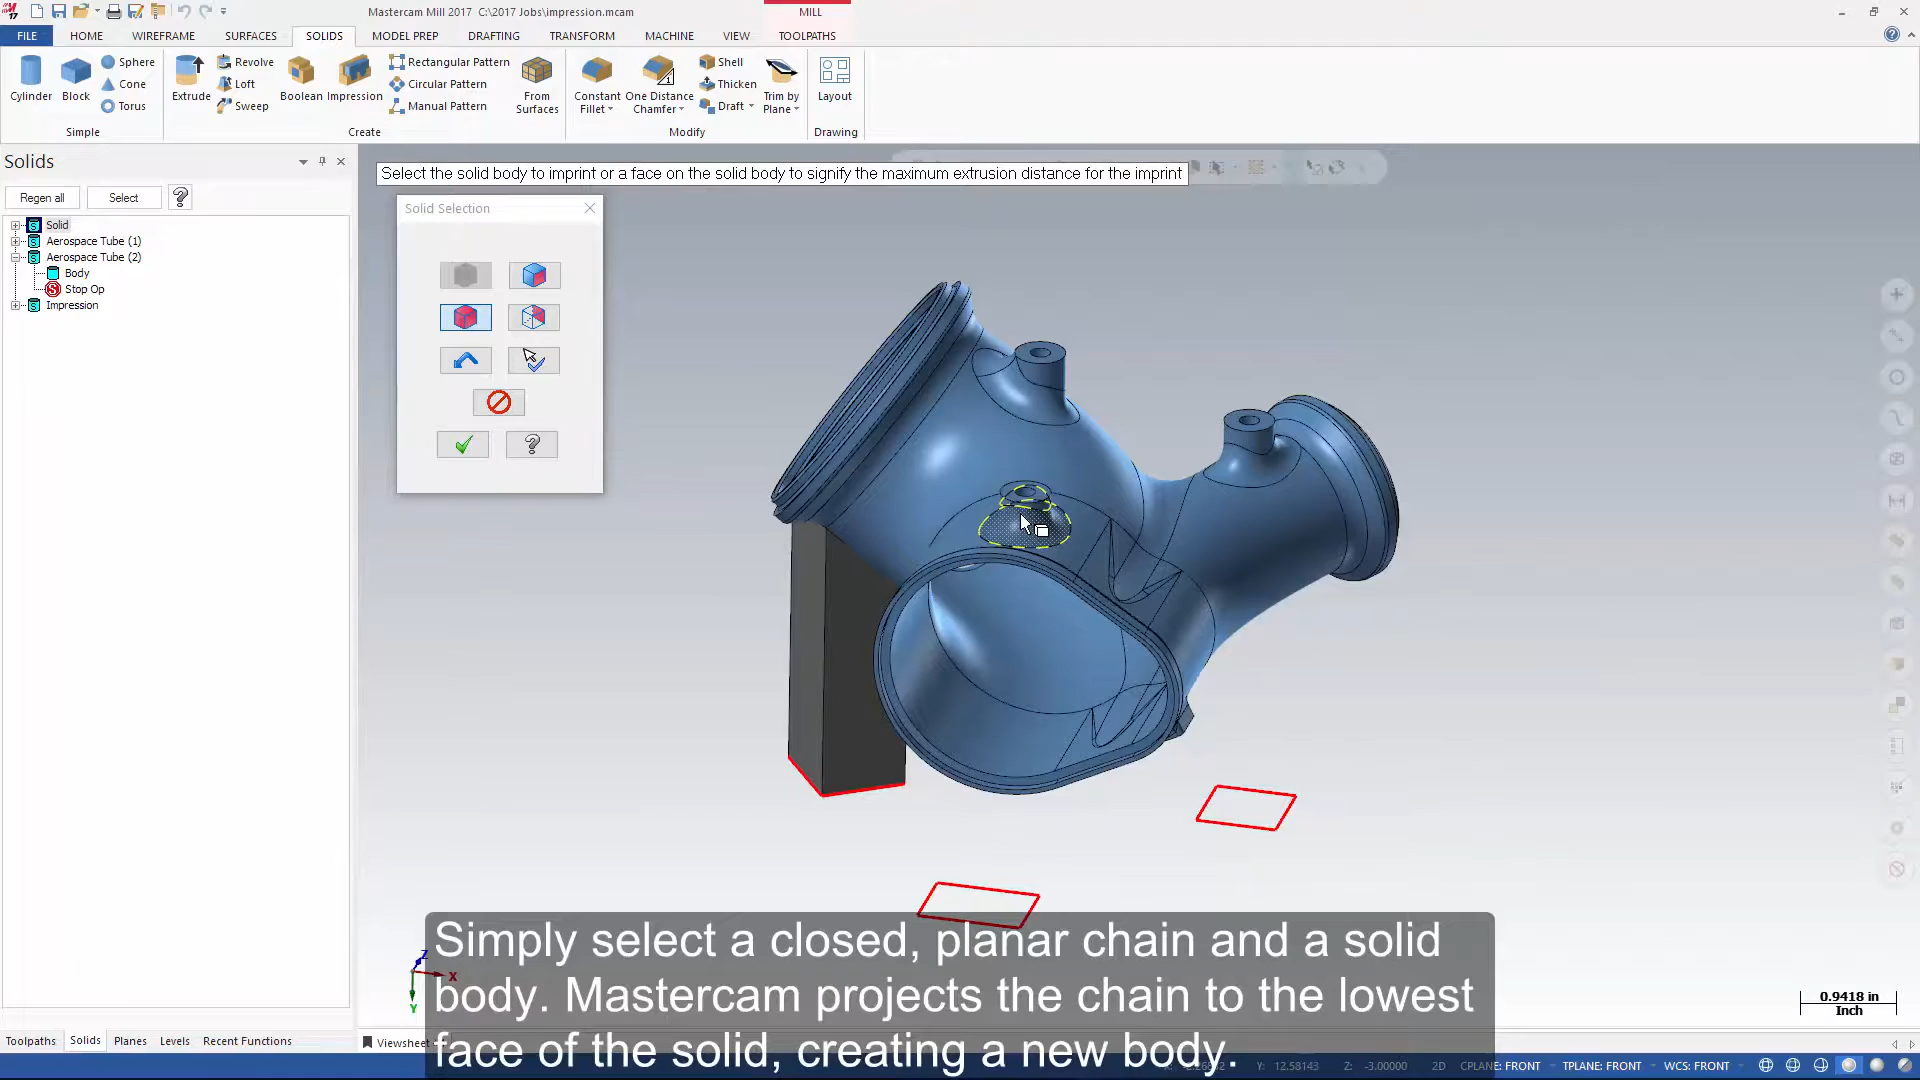 Mastercam Mill 2017 C:\2017 Jobs\impression.mcam
MILL
FILE
HOME
WIREFRAME
SURFACES
SOLIDS
MODEL PREP
DRAFTING
TRANSFORM
MACHINE
VIEW
TOOLPATHS
Cylinder
Block
Sphere
Cone
Torus
Simple
Extrude
Revolve
Loft
Sweep
Boolean
Impression
Rectangular Pattern
Circular Pattern
Manual Pattern
From
Surfaces
Create
Constant
Fillet
One Distance
Chamfer
Shell
Thicken
Draft
Trim by
Plane
Modify
Layout
Drawing
Solids
Regen all
Select
Solid
Aerospace Tube (1)
Aerospace Tube (2)
Body
Stop Op
Impression
Select the solid body to imprint or a face on the solid body to signify the maximum extrusion distance for the imprint
Solid Selection
Simply select a closed, planar chain and a solid
body. Mastercam projects the chain to the lowest
face of the solid, creating a new body.
Z
X
Y
0.9418 in
Inch
Toolpaths
Solids
Planes
Levels
Recent Functions
Viewsheet
Y: 12.58143
Z: -3.00000
2D
CPLANE: FRONT
TPLANE: FRONT
WCS: FRONT